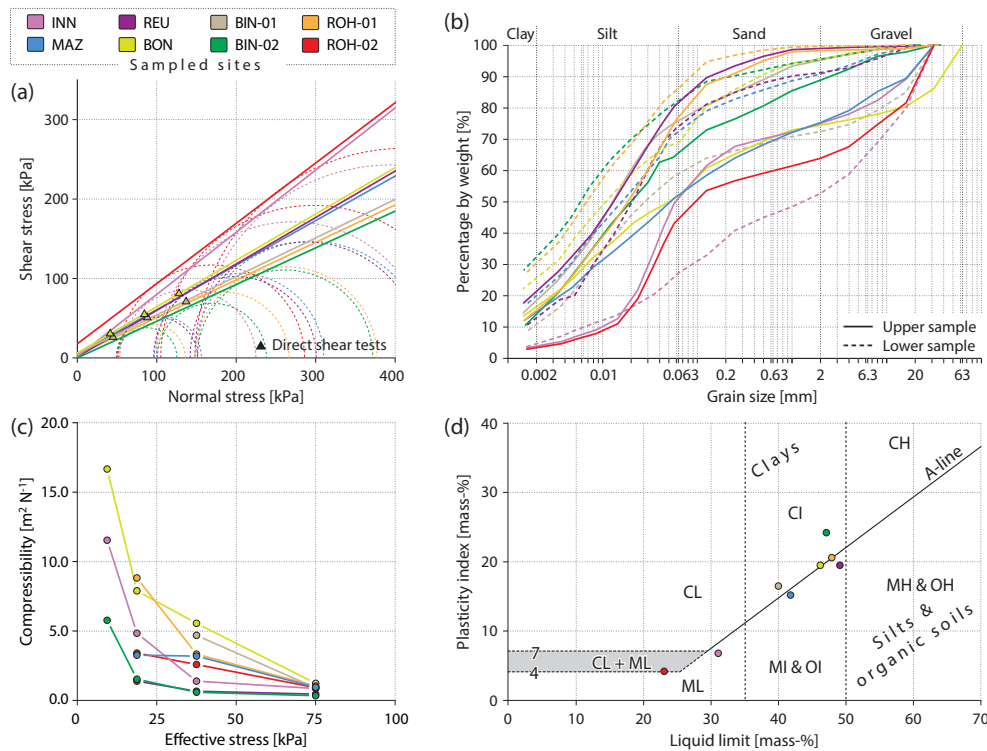 INN REU BIN-01 ROH-01
MAZ BON BIN-02 ROH-02
Sampled sites
(a)
Shear stress [kPa]
300
200
100
0
0 100 200 300 400
Normal stress [kPa]
Direct shear tests
(b)
Clay Silt Sand Gravel
Percentage by weight [%]
100
90
80
70
60
50
40
30
20
10
0
Upper sample
Lower sample
0.002 0.01 0.063 0.2 0.63 2 6.3 20 63
Grain size [mm]
(c)
Compressibility [m² N⁻¹]
20.0
15.0
10.0
5.0
0.0
0 25 50 75 100
Effective stress [kPa]
(d)
Plasticity index [mass-%]
40
30
20
10
0
7
4
Clays
CH
A-line
CI
CL
MH & OH
Silts &
organic soils
CL + ML
MI & OI
ML
0 10 20 30 40 50 60 70
Liquid limit [mass-%]